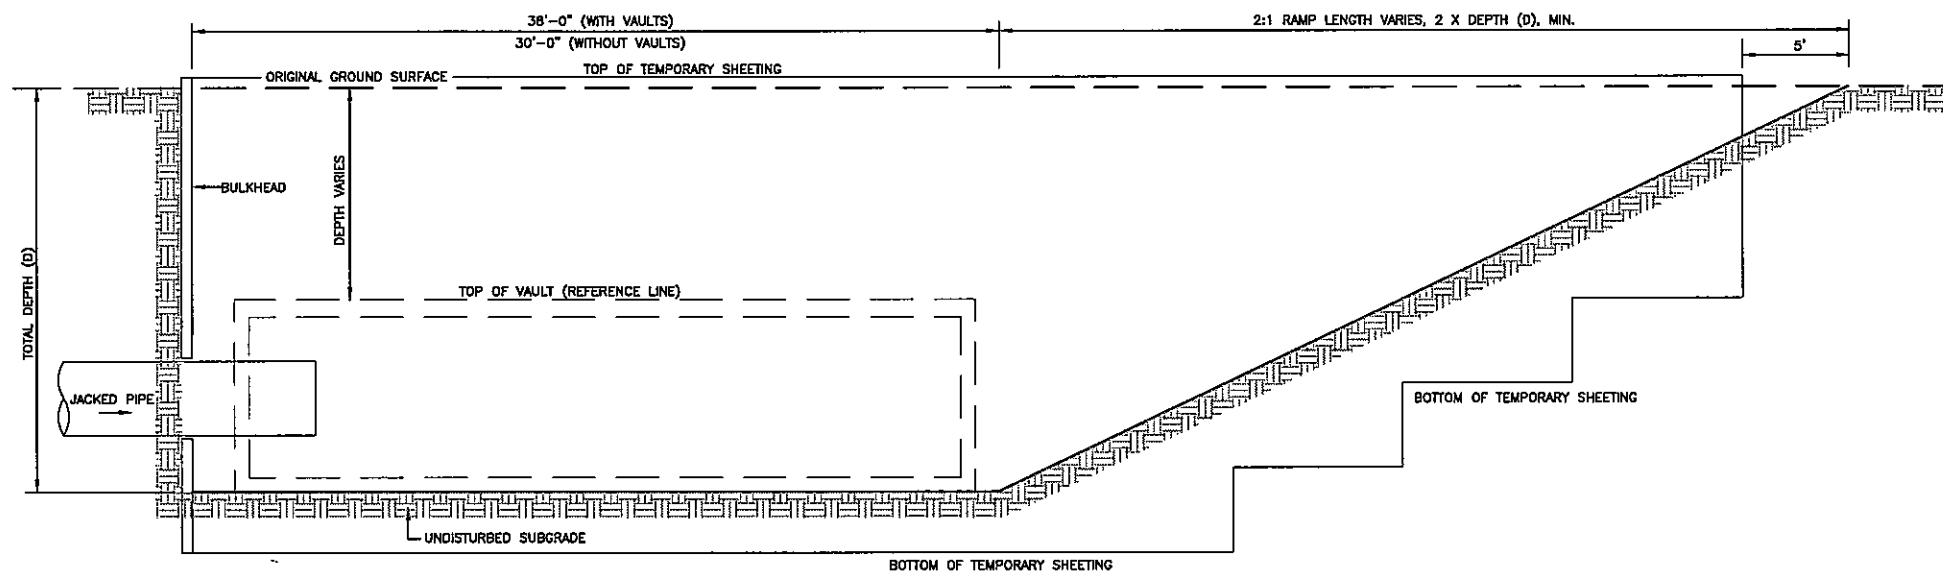 38'-0" (WITH VAULTS)
30'-0" (WITHOUT VAULTS)
2:1 RAMP LENGTH VARIES, 2 X DEPTH (D), MIN.
5'
ORIGINAL GROUND SURFACE
TOP OF TEMPORARY SHEETING
BULKHEAD
DEPTH VARIES
TOTAL DEPTH (D)
TOP OF VAULT (REFERENCE LINE)
JACKED PIPE
BOTTOM OF TEMPORARY SHEETING
UNDISTURBED SUBGRADE
BOTTOM OF TEMPORARY SHEETING